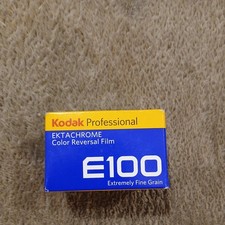 Kodak Professional
EKTACHROME
Color Reversal Film
E100
Extremely Fine Grain